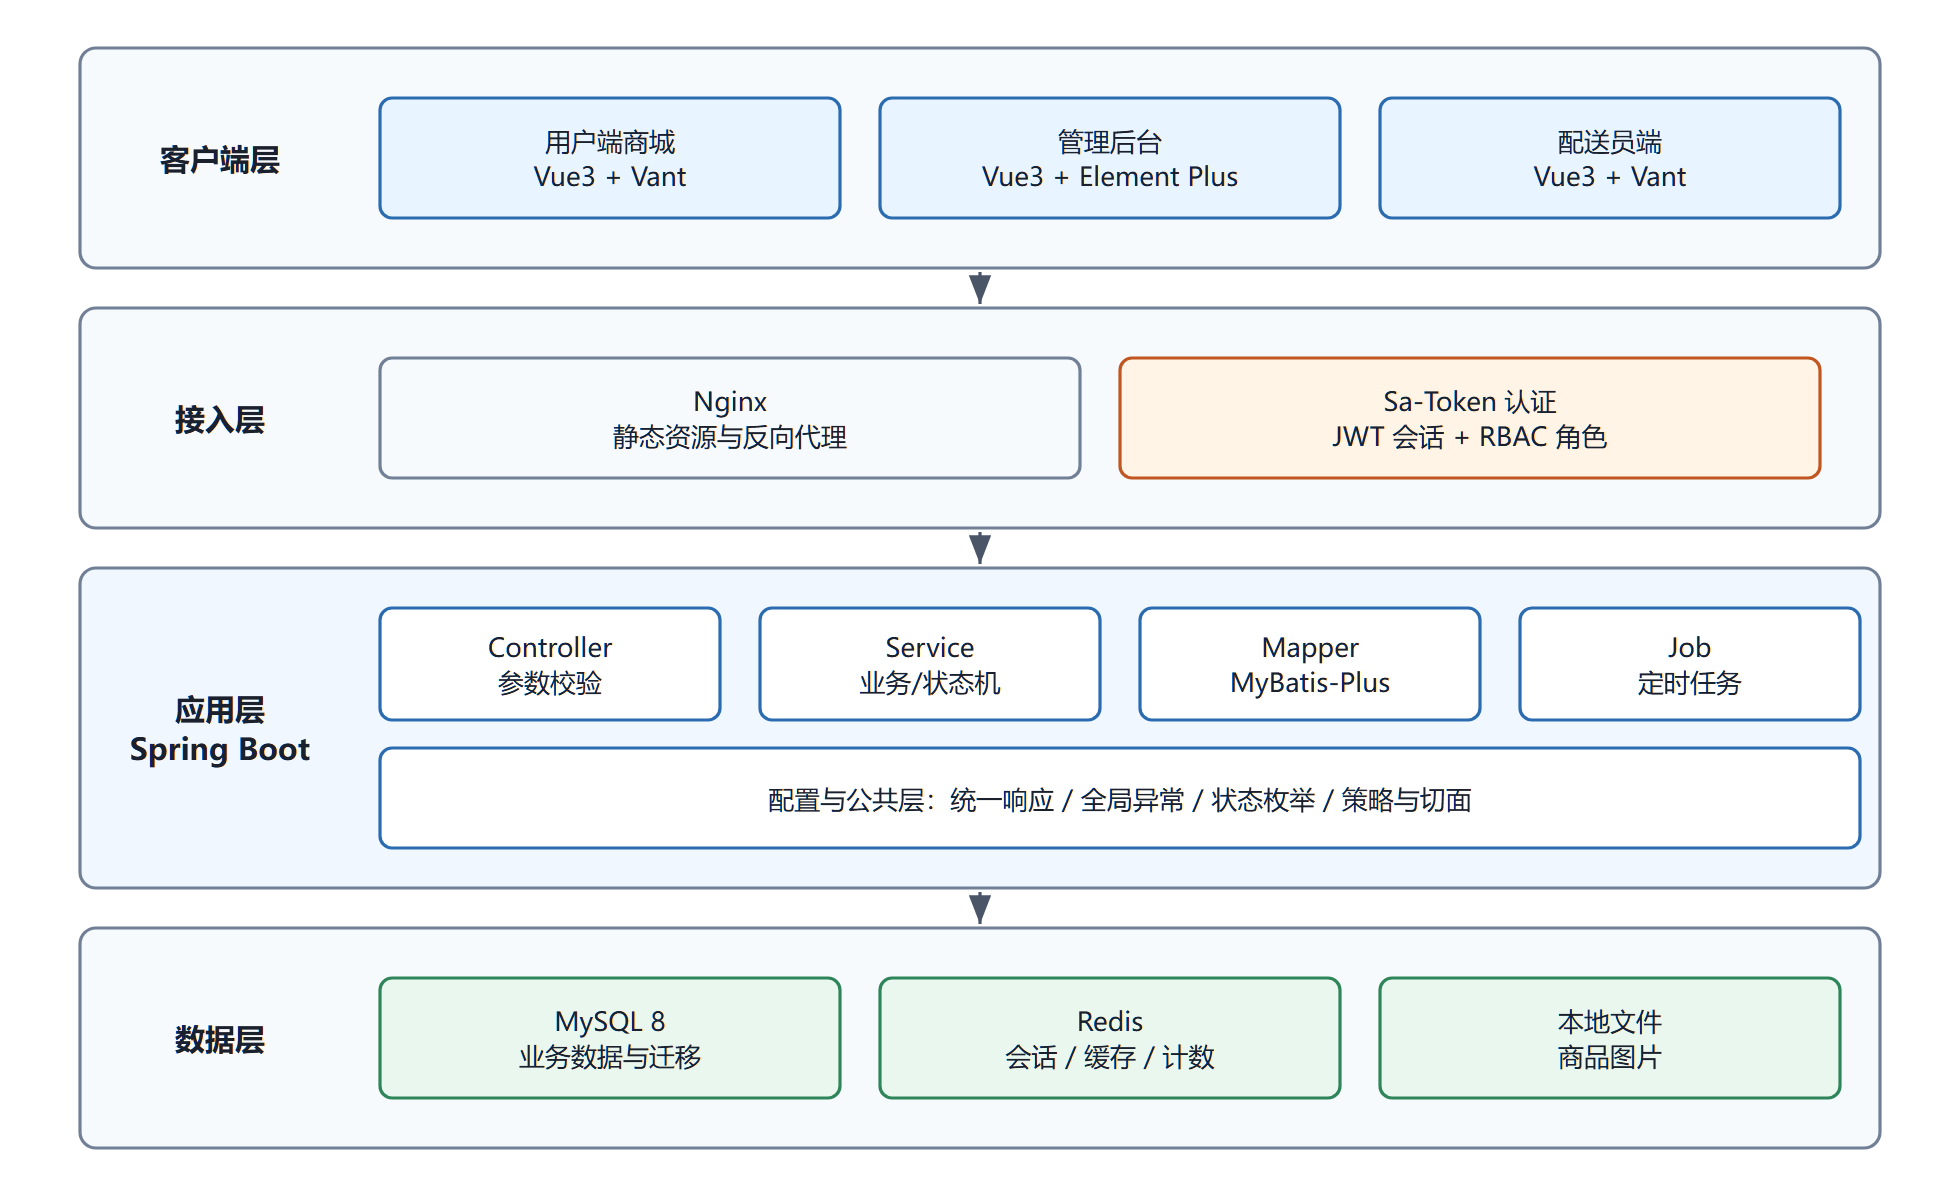 客户端层
用户端商城
Vue3 + Vant
管理后台
Vue3 + Element Plus
配送员端
Vue3 + Vant
接入层
Nginx
静态资源与反向代理
Sa-Token 认证
JWT 会话 + RBAC 角色
应用层
Spring Boot
Controller
参数校验
Service
业务/状态机
Mapper
MyBatis-Plus
Job
定时任务
配置与公共层：统一响应 / 全局异常 / 状态枚举 / 策略与切面
数据层
MySQL 8
业务数据与迁移
Redis
会话 / 缓存 / 计数
本地文件
商品图片